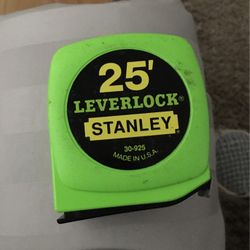 25'
LEVERLOCK®
STANLEY
30-925
MADE IN U.S.A.